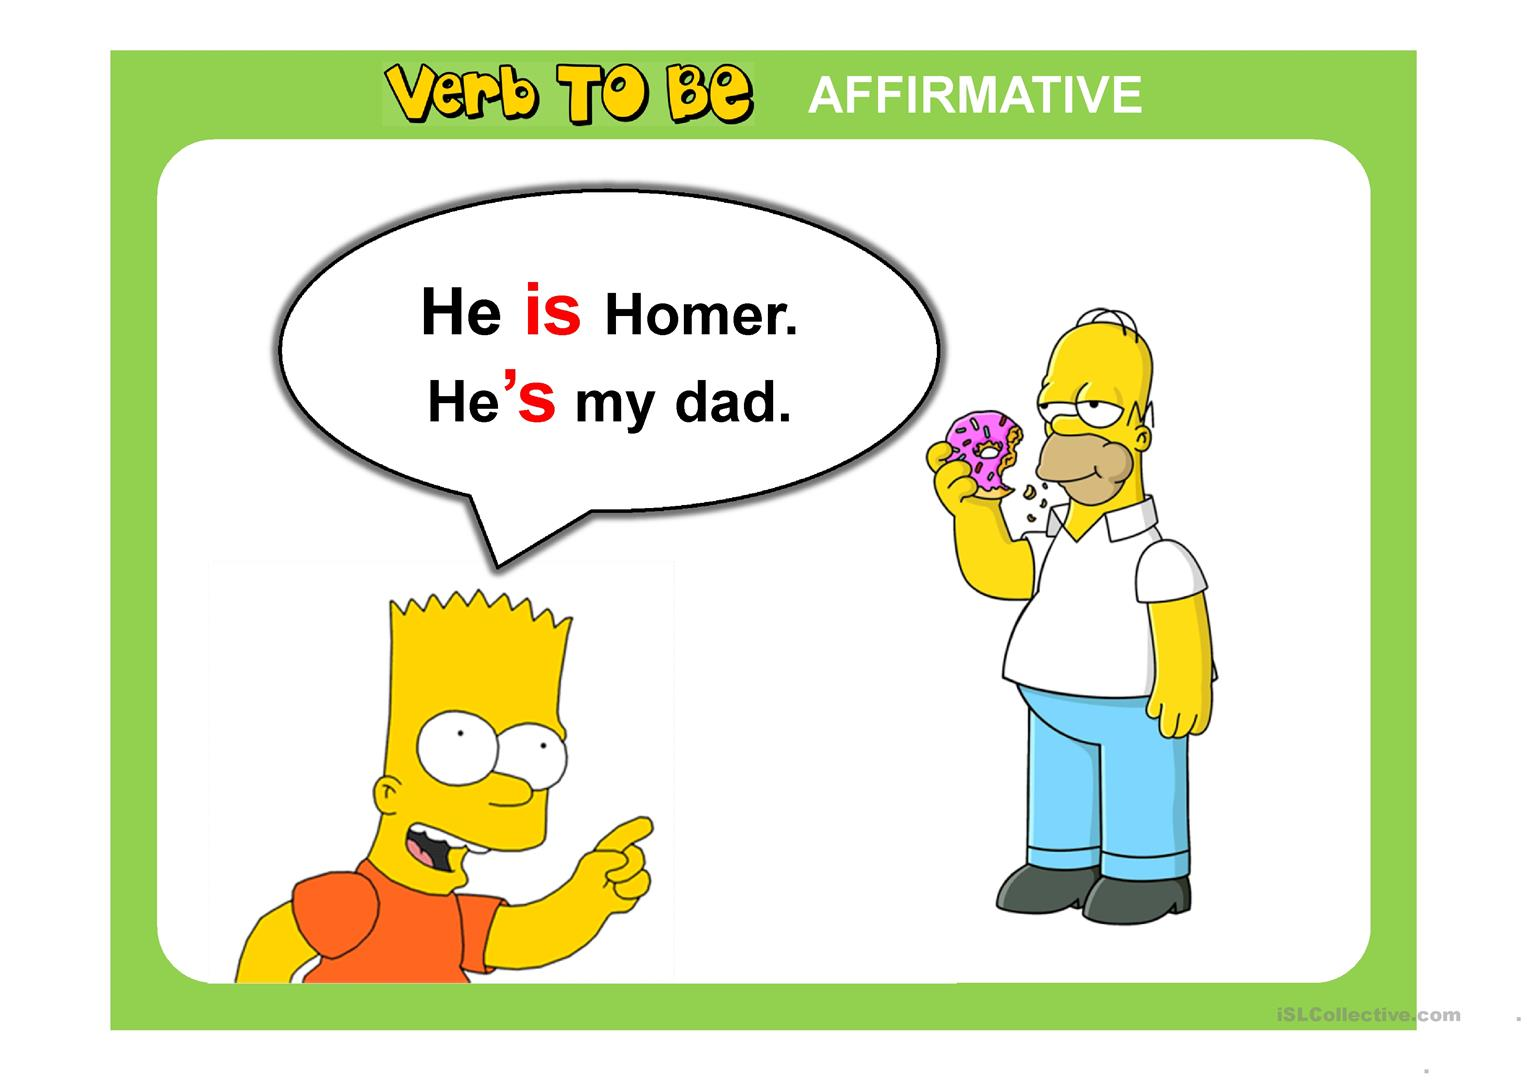 Verb TO BE AFFIRMATIVE
He is Homer.
He’s my dad.
iSLCollective.com